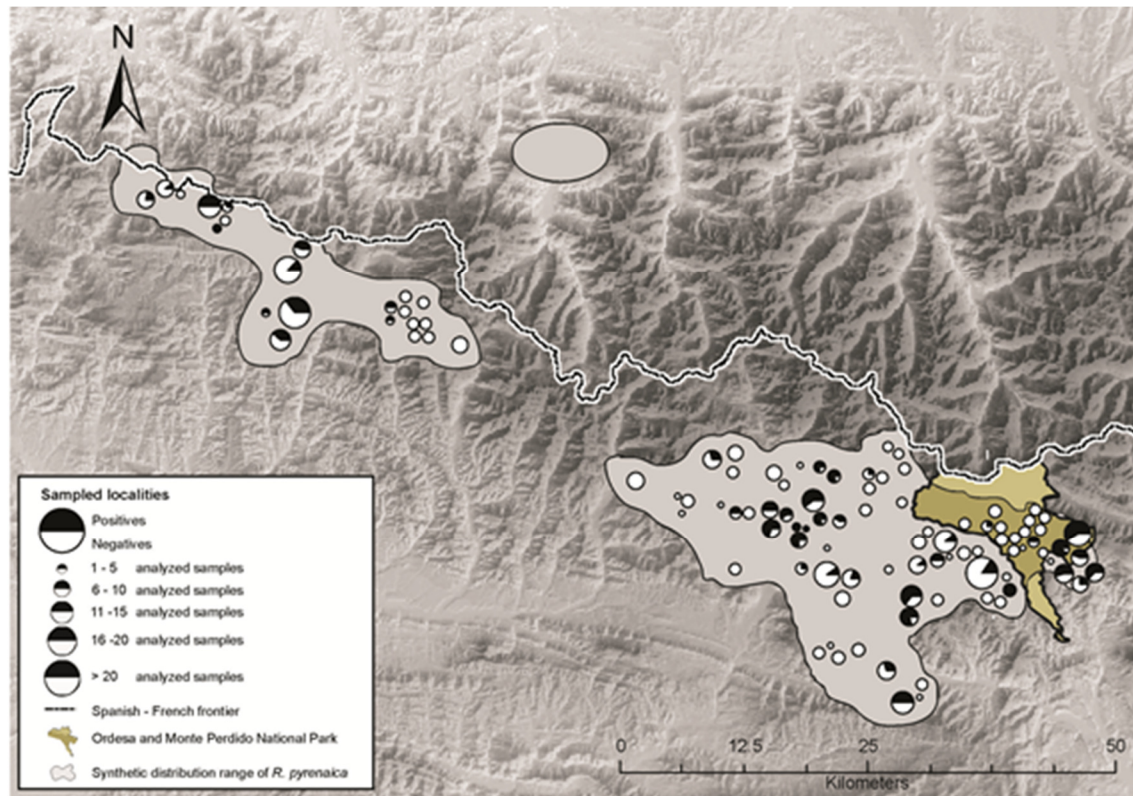 N
Sampled localities
Positives
Negatives
1 - 5 analyzed samples
6 - 10 analyzed samples
11 -15 analyzed samples
16 -20 analyzed samples
> 20 analyzed samples
Spanish - French frontier
Ordesa and Monte Perdido National Park
Synthetic distribution range of R. pyrenaica
0 12.5 25 50
Kilometers